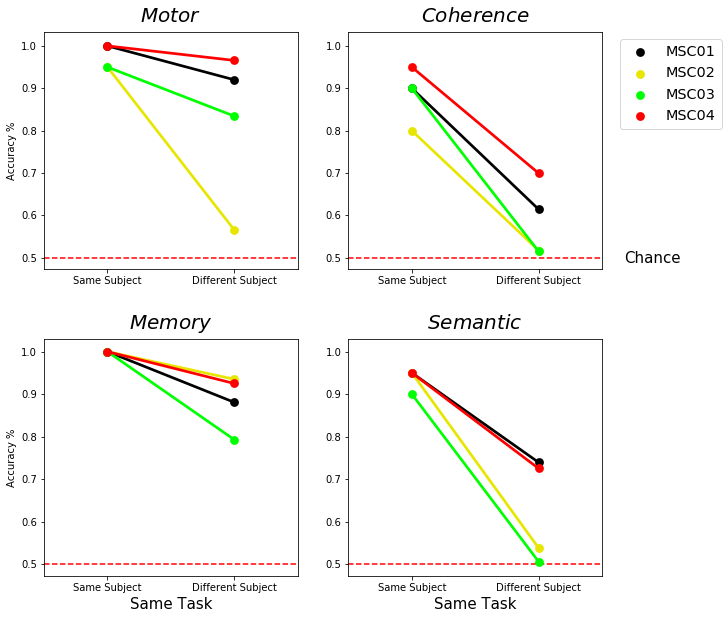 Motor
Coherence
1.0
0.9
0.8
0.7
0.6
0.5
Accuracy %
Same Subject
Different Subject
1.0
0.9
0.8
0.7
0.6
0.5
Same Subject
Different Subject
MSC01
MSC02
MSC03
MSC04
Chance
Memory
Semantic
1.0
0.9
0.8
0.7
0.6
0.5
Accuracy %
Same Subject
Different Subject
Same Task
1.0
0.9
0.8
0.7
0.6
0.5
Same Subject
Different Subject
Same Task